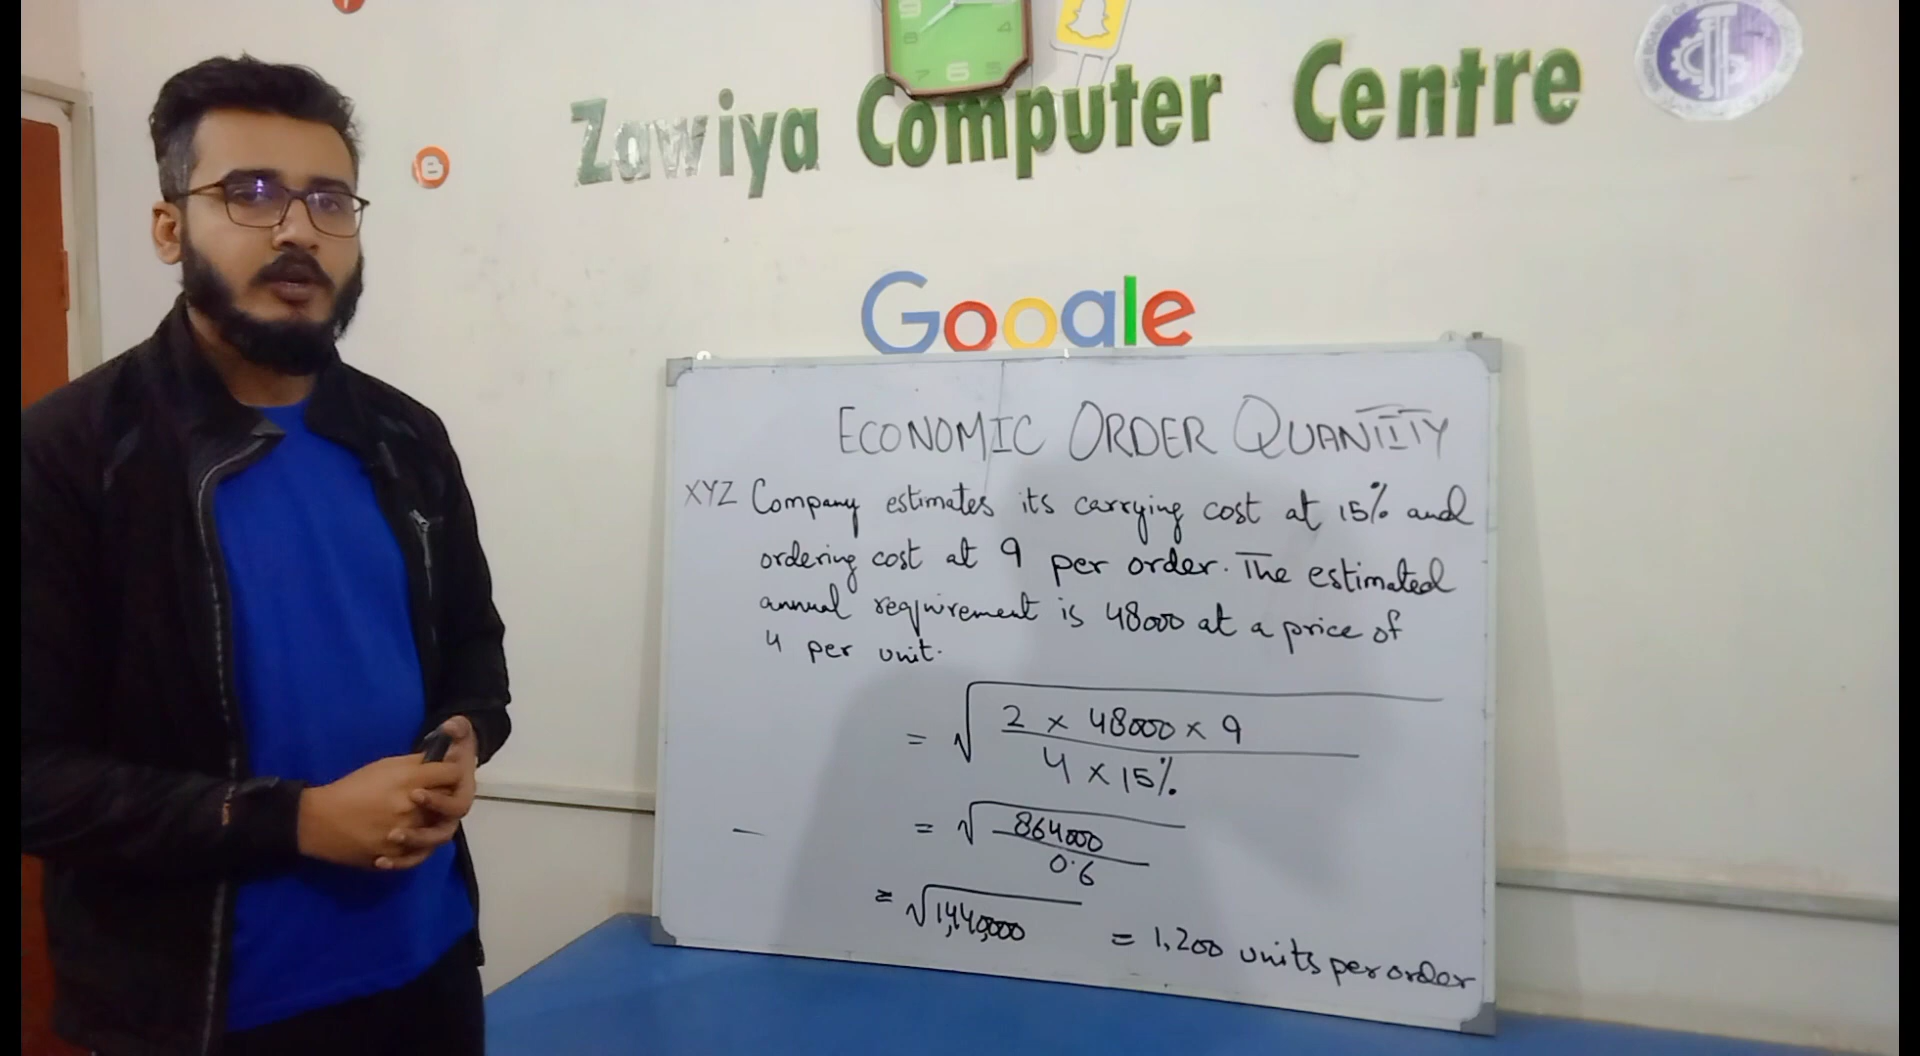 Zawiya Computer Centre
Google
ECONOMIC ORDER QUANTITY
XYZ Company estimates its carrying cost at 15% and
ordering cost at 9 per order. The estimated
annual requirement is 48000 at a price of
4 per unit.
= √ 2 × 48000 × 9
4 × 15%
= √ 864000
0.6
= √1,440,000 = 1,200 units per order